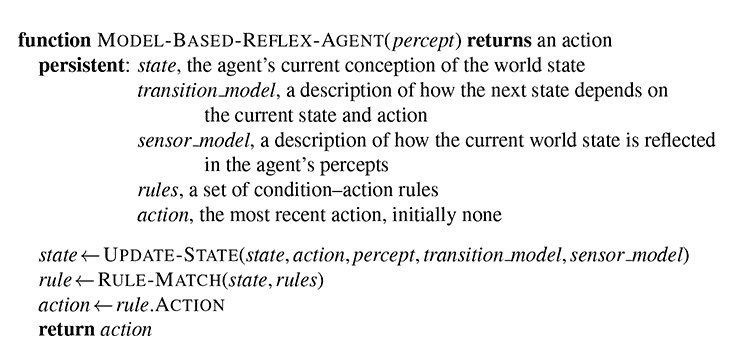 function MODEL-BASED-REFLEX-AGENT(percept) returns an action
persistent: state, the agent's current conception of the world state
transition_model, a description of how the next state depends on
the current state and action
sensor_model, a description of how the current world state is reflected
in the agent's percepts
rules, a set of condition–action rules
action, the most recent action, initially none
state ← UPDATE-STATE(state, action, percept, transition_model, sensor_model)
rule ← RULE-MATCH(state, rules)
action ← rule.ACTION
return action